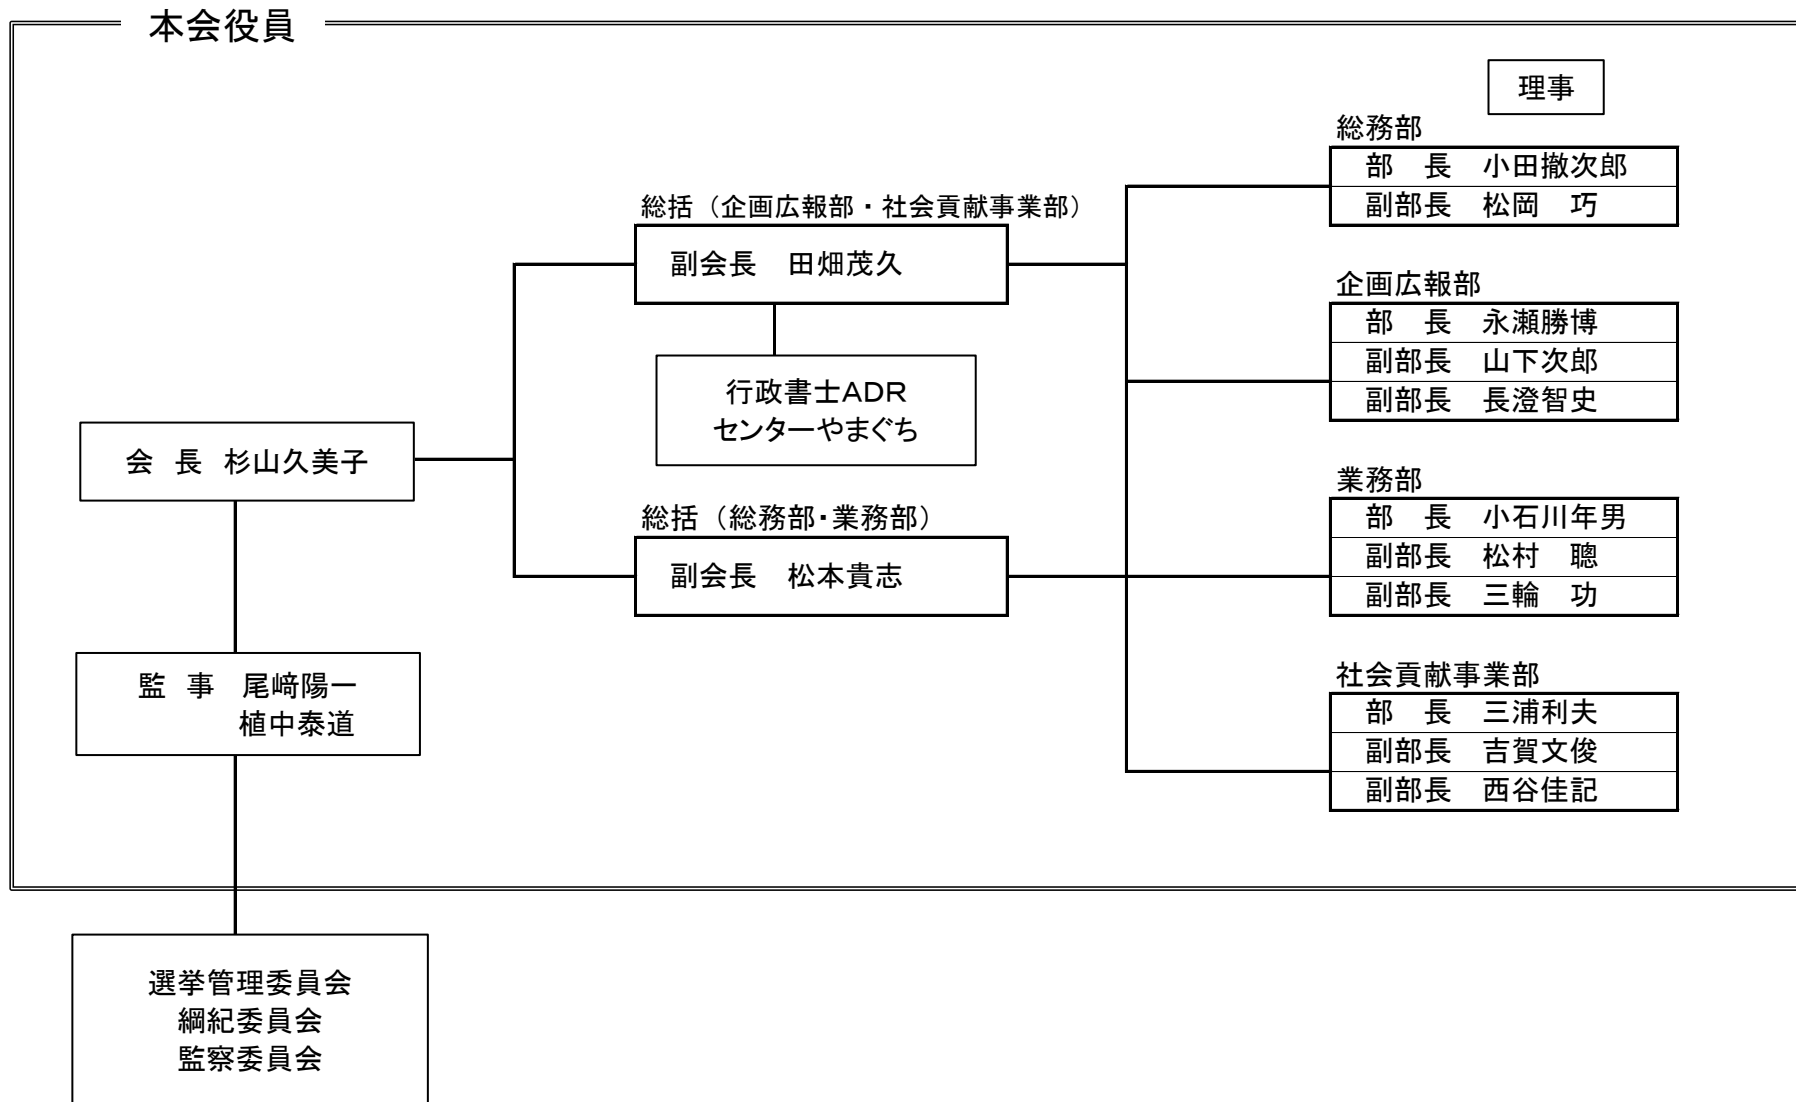 本会役員
理事
総務部
部　長　小田撤次郎
副部長　松岡　巧
総括（企画広報部・社会貢献事業部）
副会長　田畑茂久
行政書士ADR
センターやまぐち
企画広報部
部　長　永瀬勝博
副部長　山下次郎
副部長　長澄智史
会　長　杉山久美子
総括（総務部・業務部）
副会長　松本貴志
業務部
部　長　小石川年男
副部長　松村　聰
副部長　三輪　功
監　事　尾﨑陽一
植中泰道
社会貢献事業部
部　長　三浦利夫
副部長　吉賀文俊
副部長　西谷佳記
選挙管理委員会
綱紀委員会
監察委員会